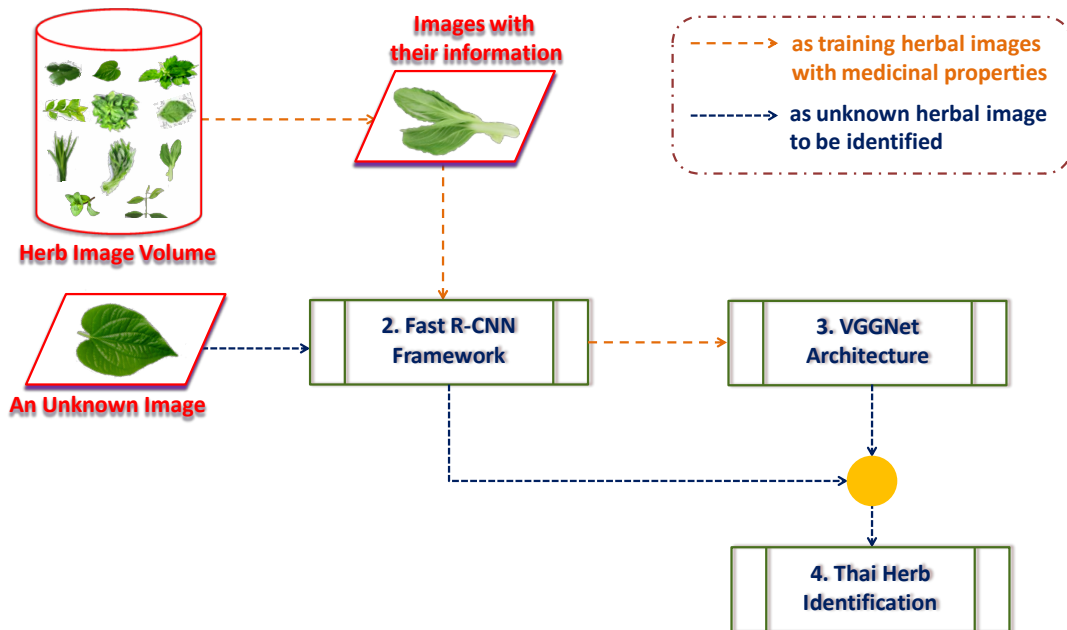 Images with
their information
as training herbal images
with medicinal properties
as unknown herbal image
to be identified
Herb Image Volume
2. Fast R-CNN
Framework
3. VGGNet
Architecture
An Unknown Image
4. Thai Herb
Identification